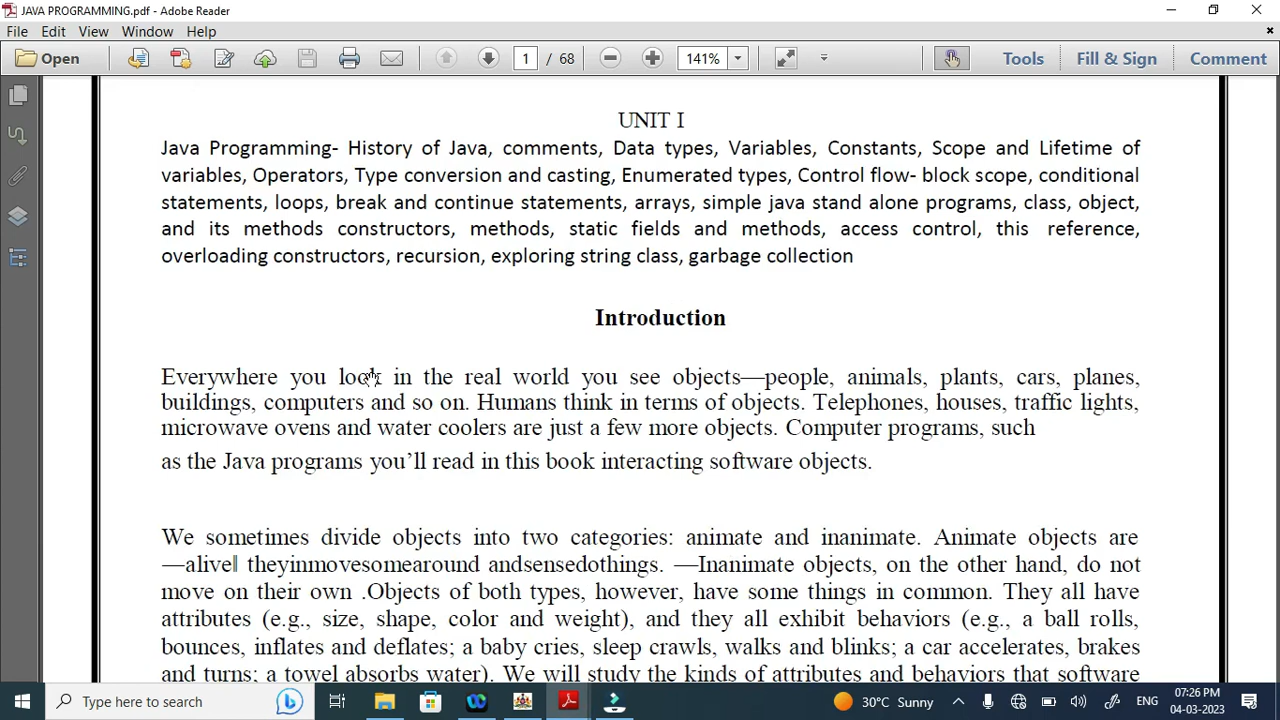 JAVA PROGRAMMING.pdf - Adobe Reader
File Edit View Window Help
Open 1 / 68 141% Tools Fill & Sign Comment
UNIT I
Java Programming- History of Java, comments, Data types, Variables, Constants, Scope and Lifetime of
variables, Operators, Type conversion and casting, Enumerated types, Control flow- block scope, conditional
statements, loops, break and continue statements, arrays, simple java stand alone programs, class, object,
and its methods constructors, methods, static fields and methods, access control, this reference,
overloading constructors, recursion, exploring string class, garbage collection
Introduction
Everywhere you look in the real world you see objects—people, animals, plants, cars, planes,
buildings, computers and so on. Humans think in terms of objects. Telephones, houses, traffic lights,
microwave ovens and water coolers are just a few more objects. Computer programs, such
as the Java programs you’ll read in this book interacting software objects.
We sometimes divide objects into two categories: animate and inanimate. Animate objects are
―alive‖ theyinmovesomearound andsensedothings. ―Inanimate objects, on the other hand, do not
move on their own .Objects of both types, however, have some things in common. They all have
attributes (e.g., size, shape, color and weight), and they all exhibit behaviors (e.g., a ball rolls,
bounces, inflates and deflates; a baby cries, sleep crawls, walks and blinks; a car accelerates, brakes
and turns; a towel absorbs water). We will study the kinds of attributes and behaviors that software
Type here to search 30°C Sunny ENG 07:26 PM
04-03-2023